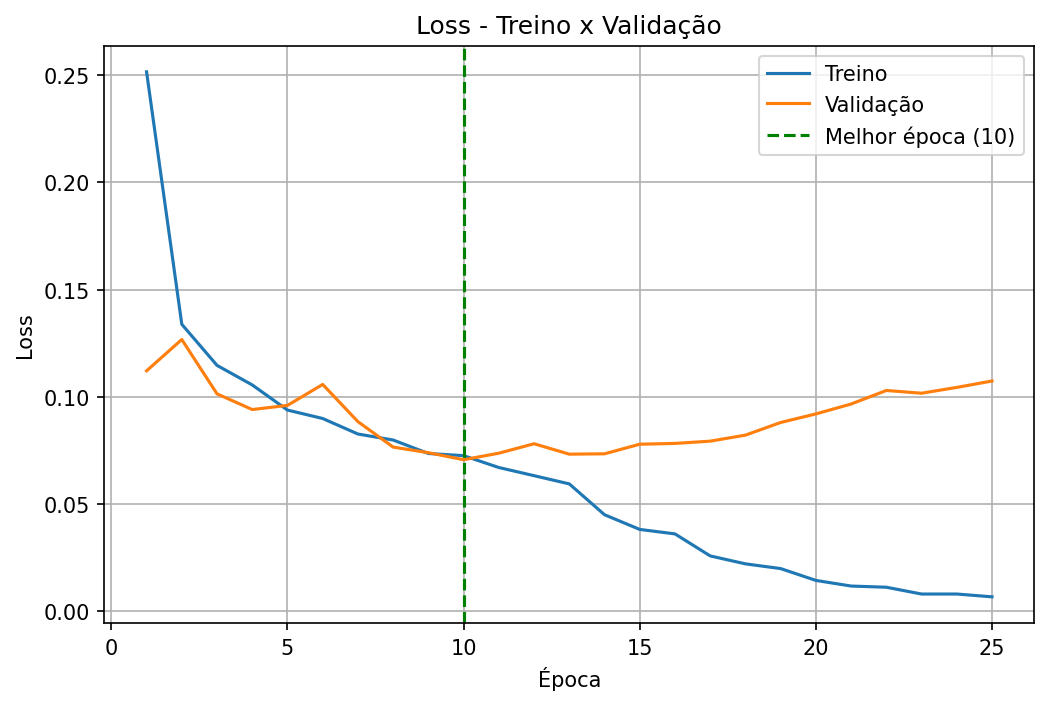 Loss - Treino x Validação
Treino
Validação
Melhor época (10)
0.25
0.20
0.15
0.10
0.05
0.00
Loss
0 5 10 15 20 25
Época